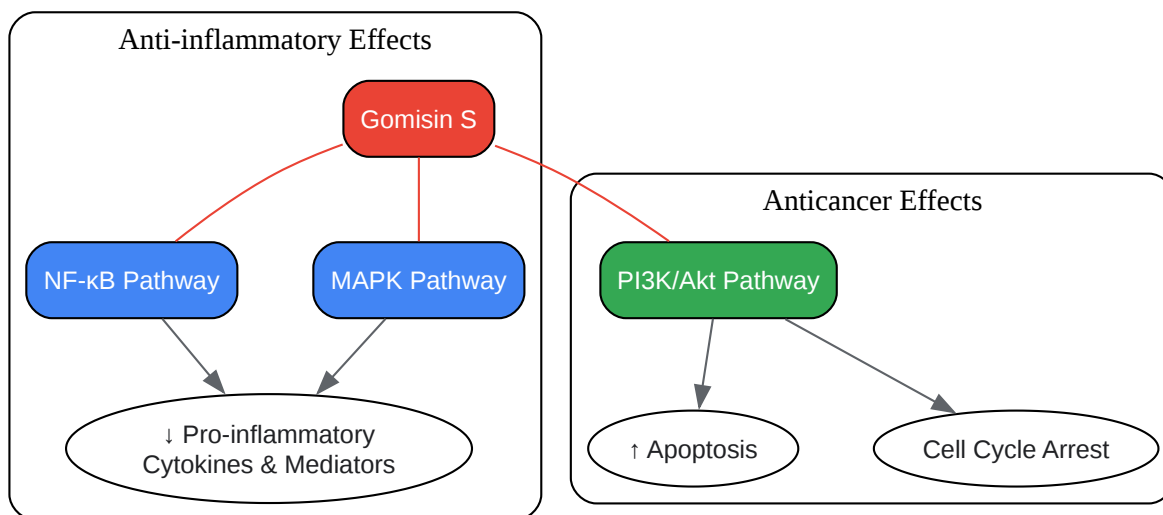 Anti-inflammatory Effects
Gomisin S
Anticancer Effects
NF-κB Pathway
MAPK Pathway
PI3K/Akt Pathway
↓ Pro-inflammatory
Cytokines & Mediators
↑ Apoptosis
Cell Cycle Arrest